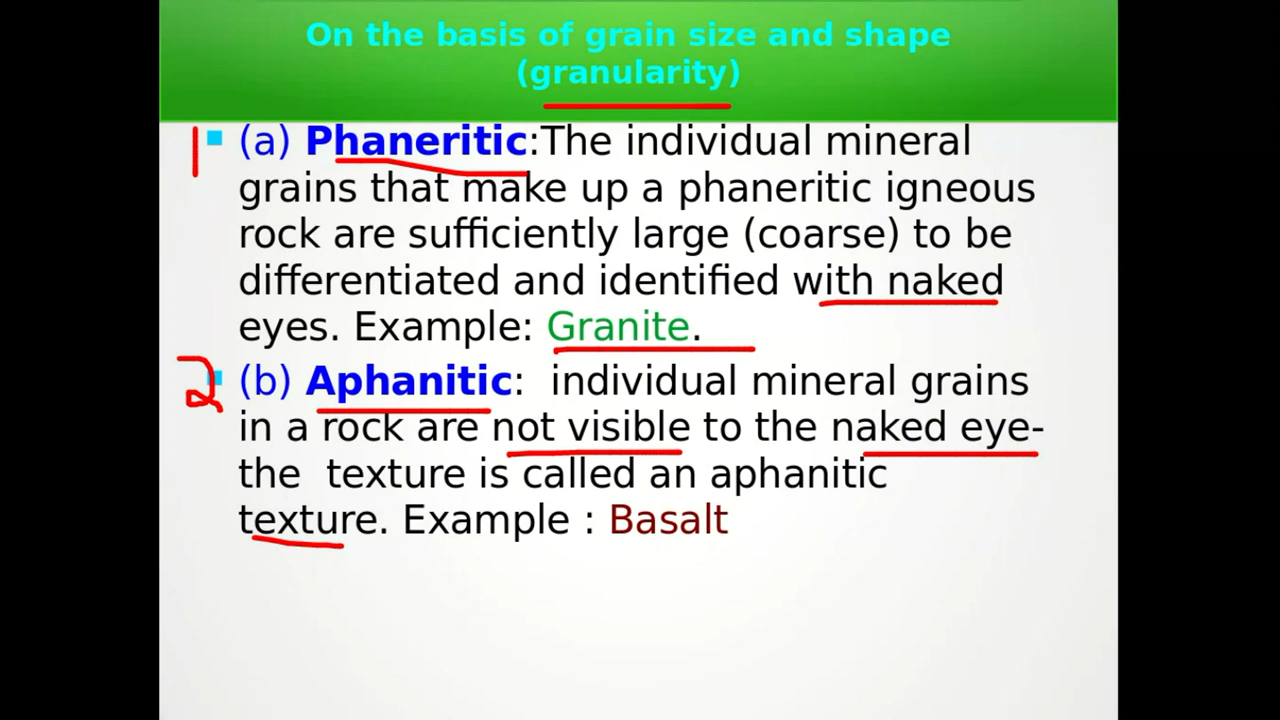 On the basis of grain size and shape
(granularity)
1 (a) Phaneritic:The individual mineral
grains that make up a phaneritic igneous
rock are sufficiently large (coarse) to be
differentiated and identified with naked
eyes. Example: Granite.
2 (b) Aphanitic: individual mineral grains
in a rock are not visible to the naked eye-
the texture is called an aphanitic
texture. Example : Basalt